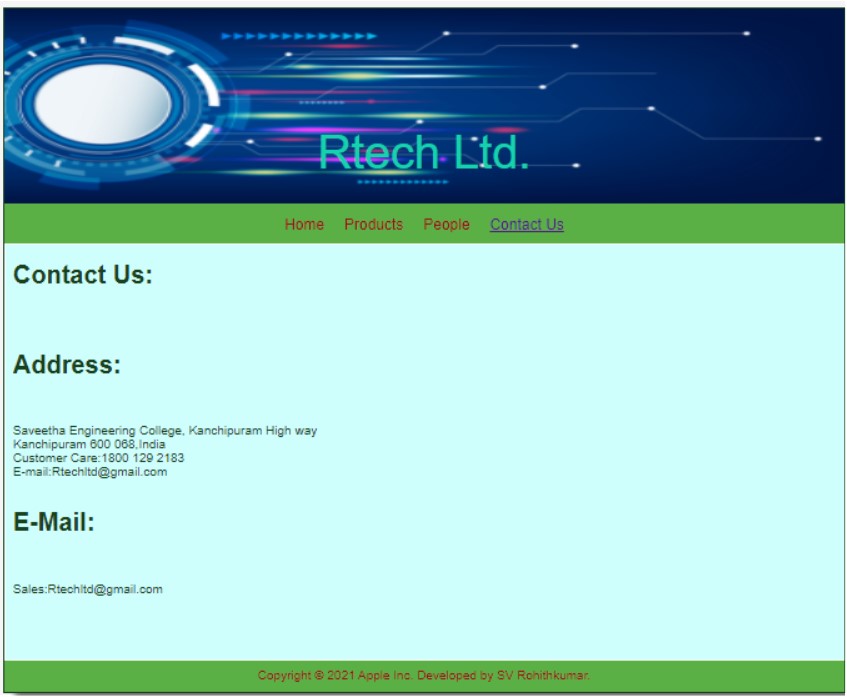 Rtech Ltd.
Home Products People Contact Us
Contact Us:
Address:
Saveetha Engineering College, Kanchipuram High way
Kanchipuram 600 068,India
Customer Care:1800 129 2183
E-mail:Rtechltd@gmail.com
E-Mail:
Sales:Rtechltd@gmail.com
Copyright © 2021 Apple Inc. Developed by SV Rohithkumar.